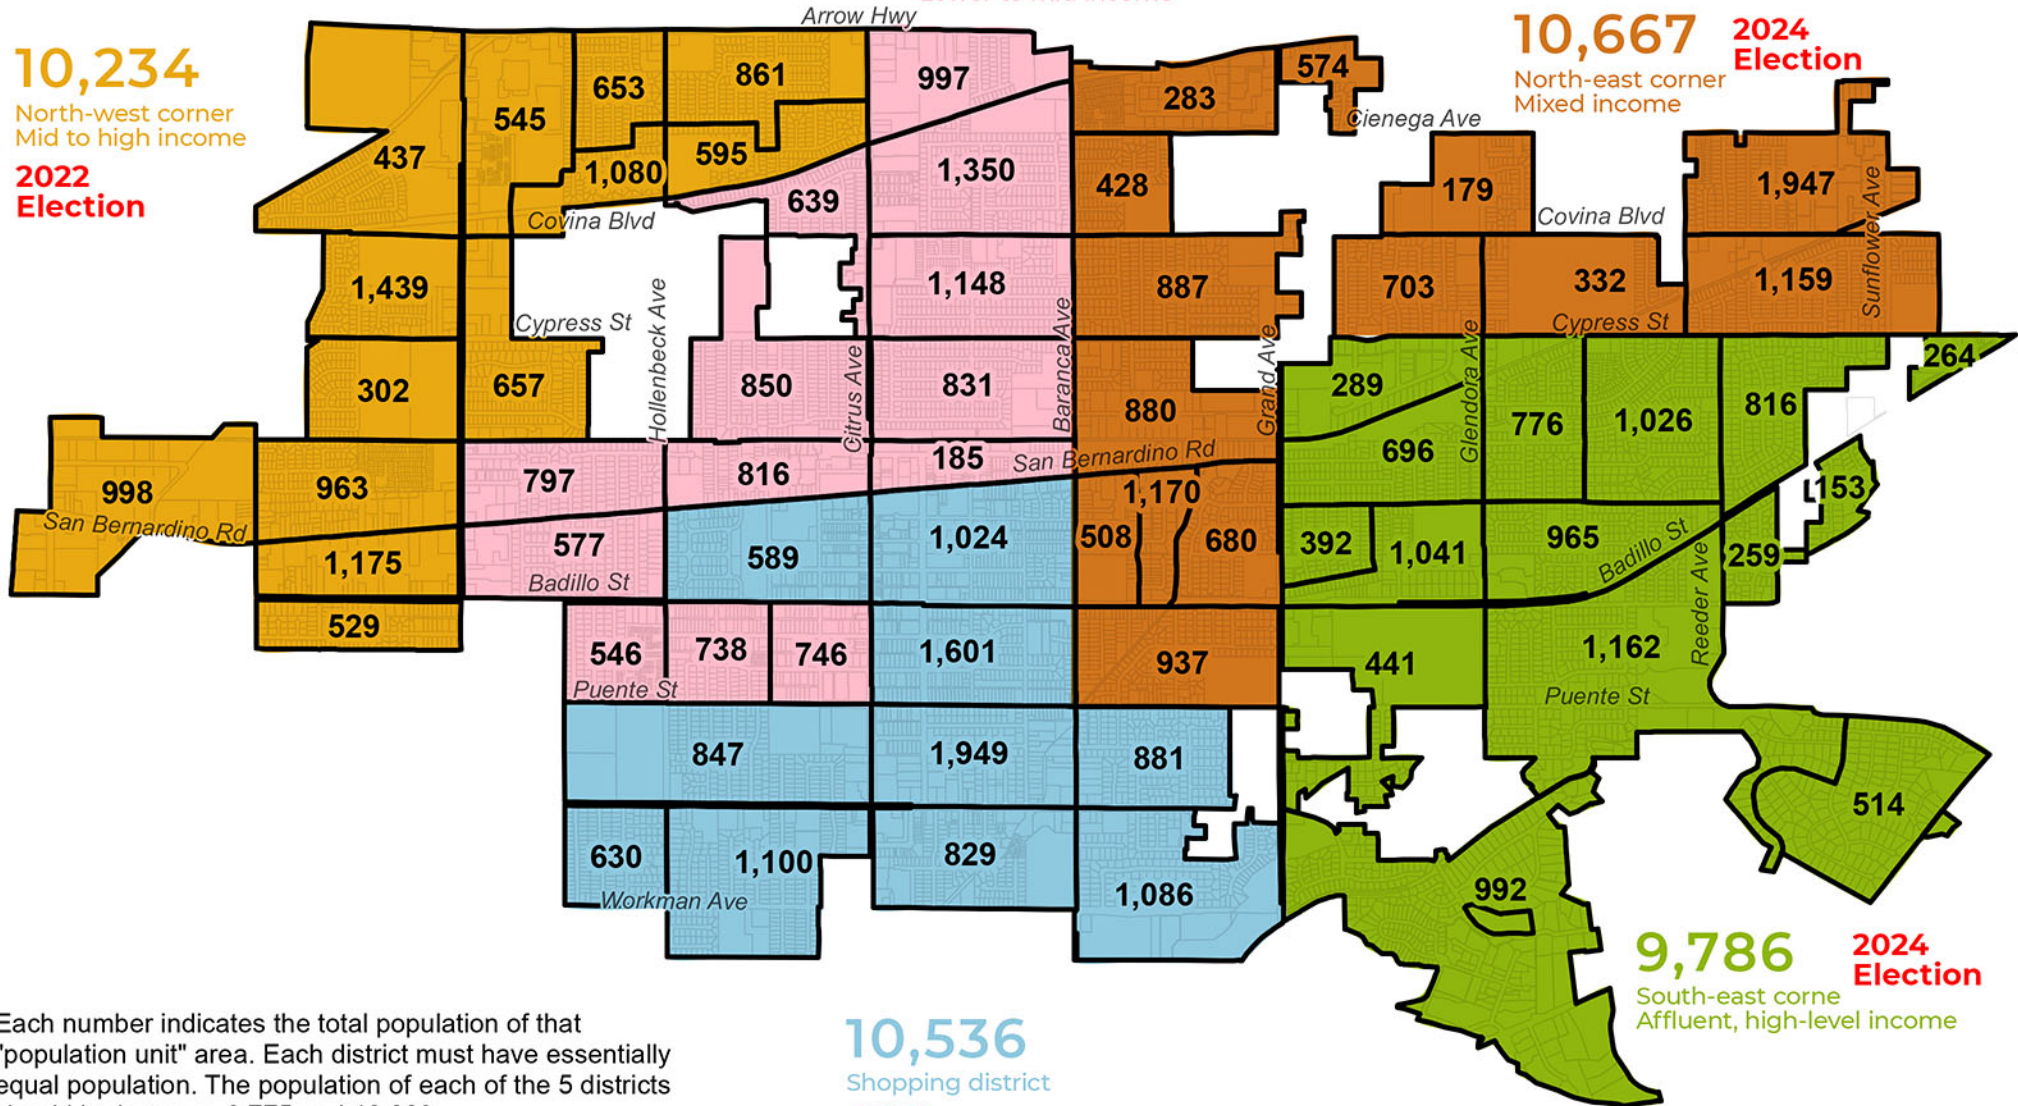 Arrow Hwy
10,234
North-west corner
Mid to high income
2022
Election
10,667
North-east corner
Mixed income
2024
Election
653
861
997
574
283
545
437
1,080
595
1,350
639
428
Cienega Ave
179
1,947
Covina Blvd
Covina Blvd
Sunflower Ave
1,439
1,148
887
703
332
1,159
Cypress St
Cypress St
Hollenbeck Ave
Citrus Ave
Baranca Ave
Grand Ave
Glendora Ave
302
657
850
831
880
289
776
1,026
816
264
696
998
963
797
816
185
San Bernardino Rd
San Bernardino Rd
1,170
153
1,175
577
589
1,024
508
680
392
1,041
965
Badillo St
259
Badillo St
Reeder Ave
529
546
738
746
1,601
937
441
1,162
Puente St
Puente St
847
1,949
881
514
630
1,100
829
1,086
992
Workman Ave
9,786
South-east corne
Affluent, high-level income
2024
Election
10,536
Shopping district
Each number indicates the total population of that
"population unit" area. Each district must have essentially
equal population. The population of each of the 5 districts